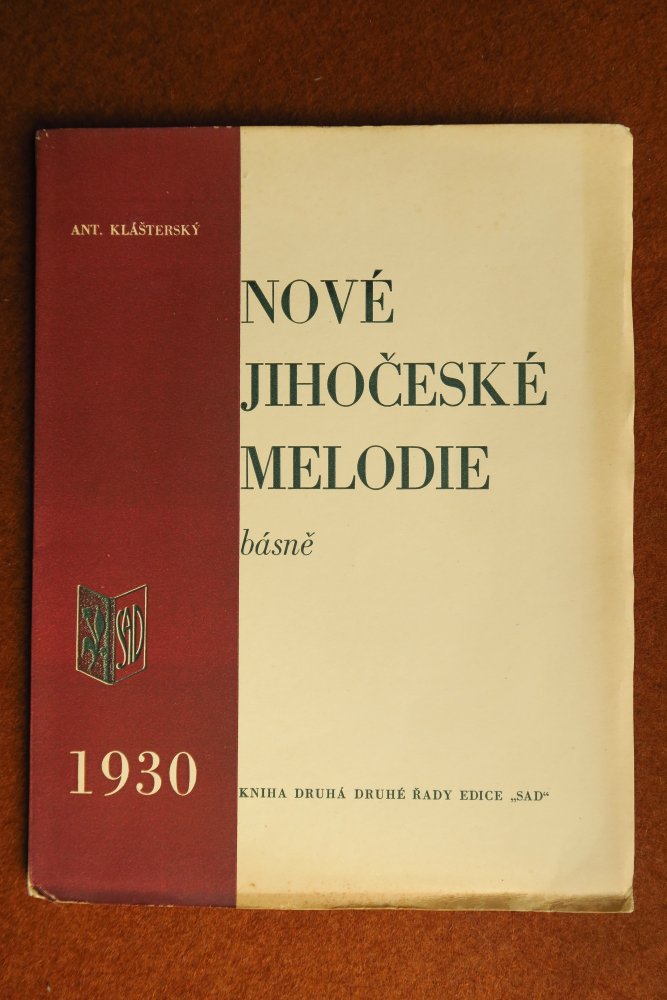 ANT. KLÁŠTERSKÝ
NOVÉ
JIHOČESKÉ
MELODIE
básně
SAD
1930
KNIHA DRUHÁ DRUHÉ ŘADY EDICE „SAD“